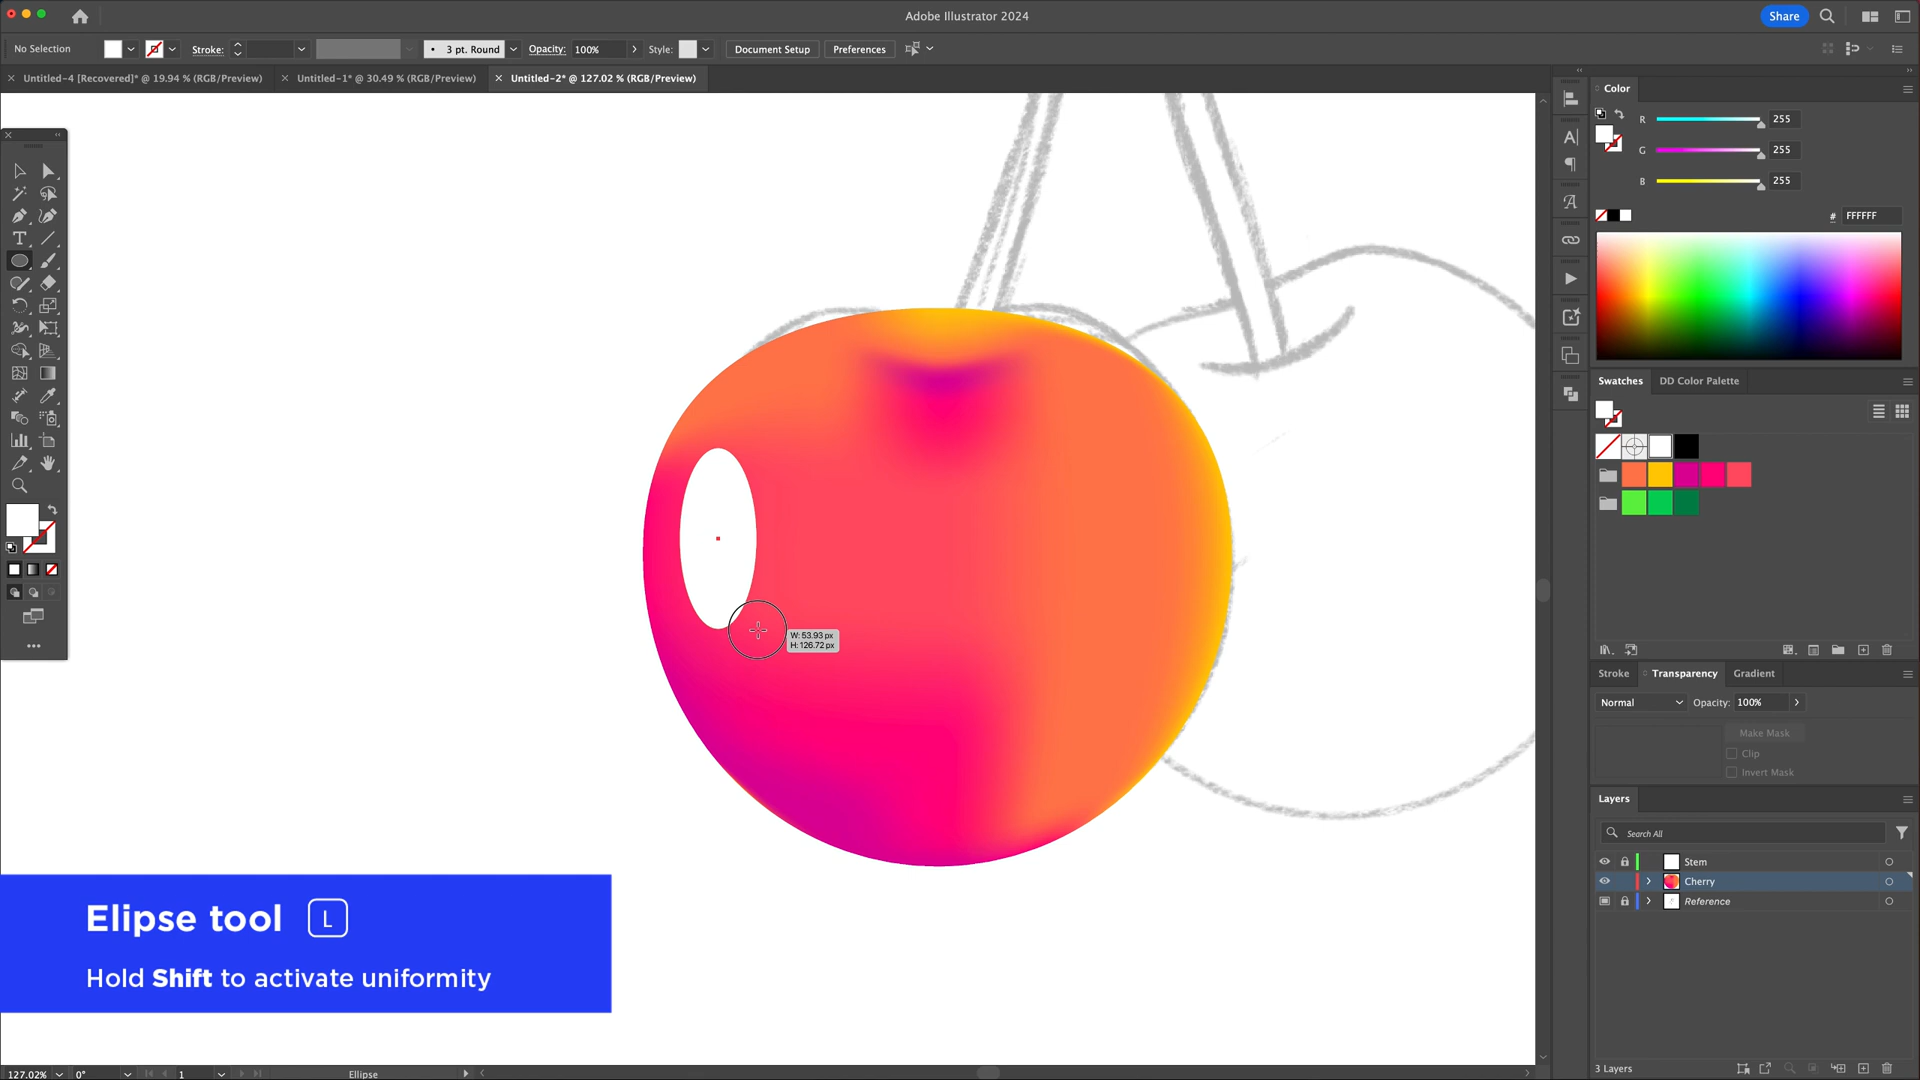 Adobe Illustrator 2024
Share
No Selection
Stroke:
3 pt. Round
Opacity: 100%
Style:
Document Setup
Preferences
Untitled-4 [Recovered]* @ 19.94 % (RGB/Preview)
Untitled-1* @ 30.49 % (RGB/Preview)
Untitled-2* @ 127.02 % (RGB/Preview)
Color
R 255
G 255
B 255
# FFFFFF
Swatches
DD Color Palette
W: 53.93 px
H: 126.72 px
Stroke
Transparency
Gradient
Normal
Opacity: 100%
Make Mask
Clip
Invert Mask
Layers
Search All
Stem
Cherry
Reference
3 Layers
Elipse tool L
Hold Shift to activate uniformity
127.02%
0°
1
Ellipse